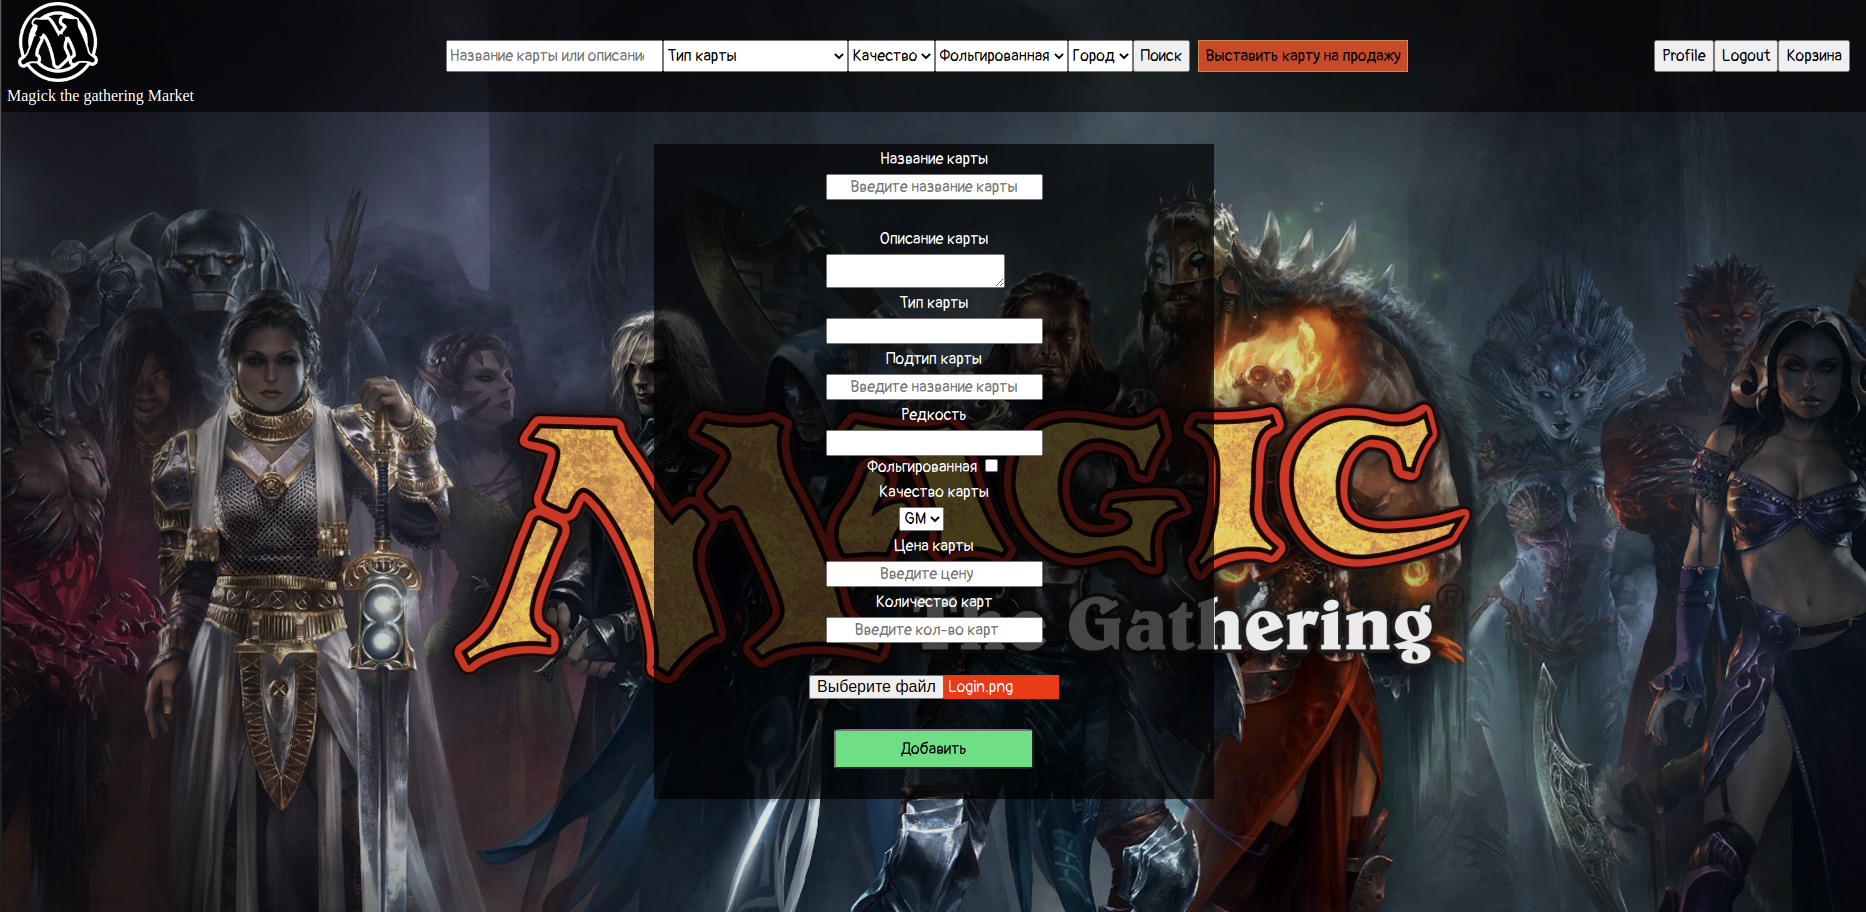 Название карты или описание Тип карты Качество Фольгированная Город Поиск Выставить карту на продажу Profile Logout Корзина
Magick the gathering Market
Название карты
Введите название карты
Описание карты
Тип карты
Подтип карты
Введите название карты
Редкость
Фольгированная
Качество карты
GM
Цена карты
Введите цену
Количество карт
Введите кол-во карт
Выберите файл Login.png
Добавить
MAGIC
The Gathering®